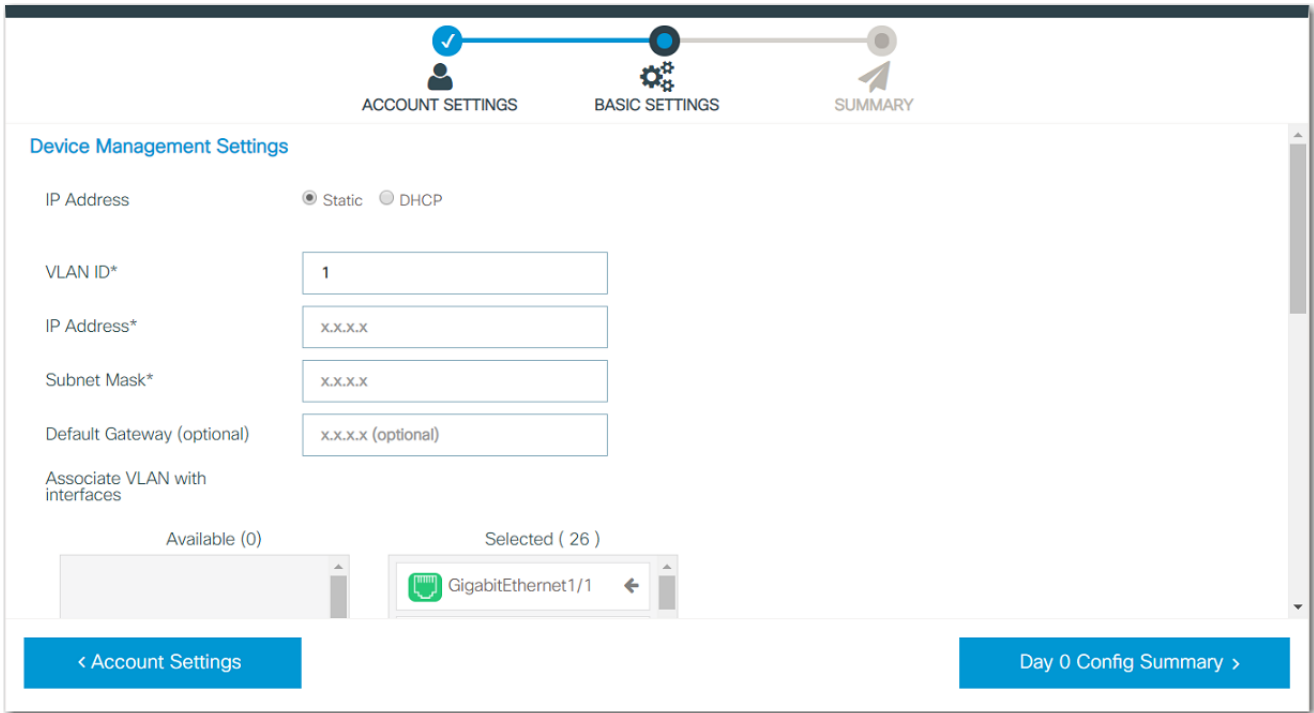 ACCOUNT SETTINGS
BASIC SETTINGS
SUMMARY
Device Management Settings
IP Address
Static
DHCP
VLAN ID*
1
IP Address*
x.x.x.x
Subnet Mask*
x.x.x.x
Default Gateway (optional)
x.x.x.x (optional)
Associate VLAN with
interfaces
Available (0)
Selected ( 26 )
GigabitEthernet1/1
< Account Settings
Day 0 Config Summary >